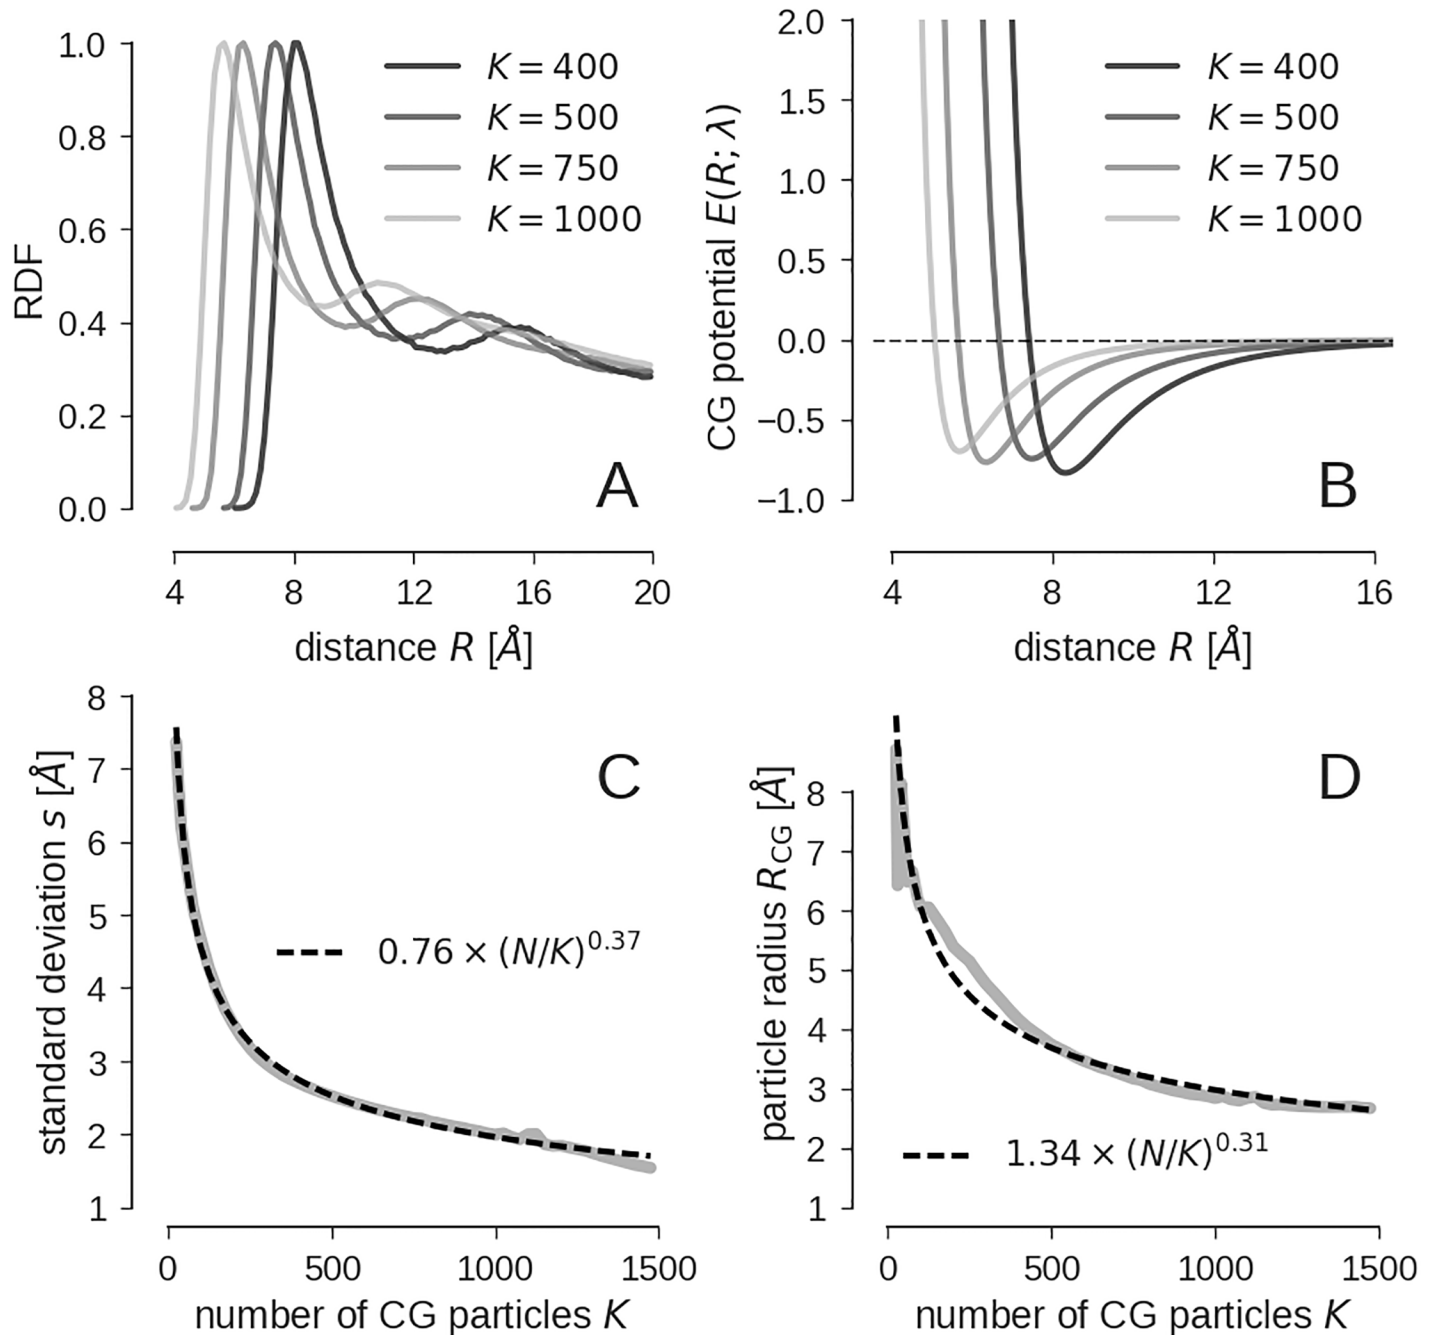 1.0
0.8
0.6
0.4
0.2
0.0
RDF
K = 400
K = 500
K = 750
K = 1000
A
4 8 12 16 20
distance R [Å]
2.0
1.5
1.0
0.5
0.0
−0.5
−1.0
CG potential E(R; λ)
K = 400
K = 500
K = 750
K = 1000
B
4 8 12 16
distance R [Å]
8
7
6
5
4
3
2
1
standard deviation s [Å]
C
0.76 × (N/K)^0.37
0 500 1000 1500
number of CG particles K
8
7
6
5
4
3
2
1
particle radius R_CG [Å]
D
1.34 × (N/K)^0.31
0 500 1000 1500
number of CG particles K